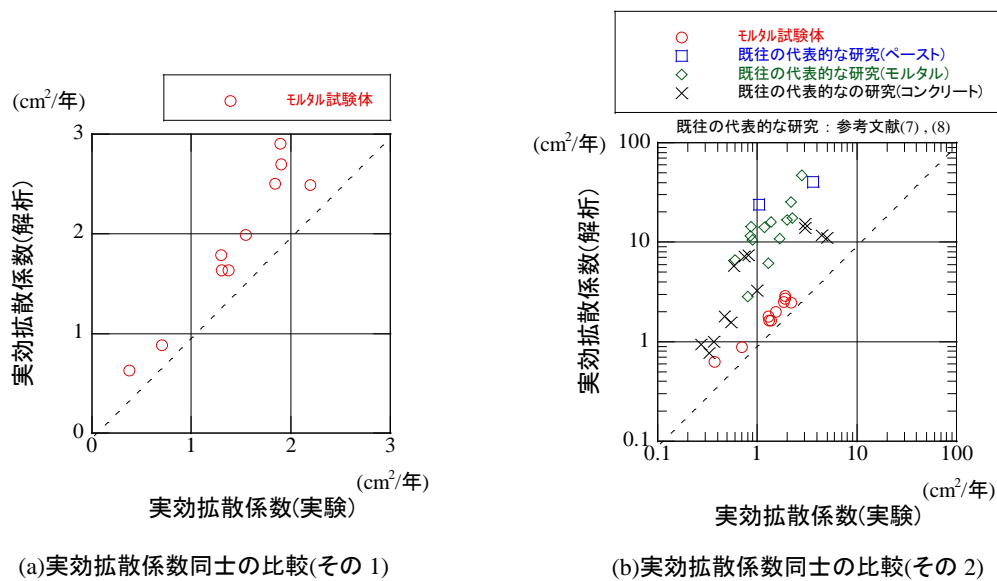 (cm²/年)
モルタル試験体
3
2
1
0
0 1 2 3
実効拡散係数(解析)
(cm²/年)
実効拡散係数(実験)
(a)実効拡散係数同士の比較(その 1)
モルタル試験体
既往の代表的な研究(ペースト)
既往の代表的な研究(モルタル)
既往の代表的なの研究(コンクリート)
既往の代表的な研究 : 参考文献(7) , (8)
(cm²/年)
100
10
1
0.1
0.1 1 10 100
実効拡散係数(解析)
(cm²/年)
実効拡散係数(実験)
(b)実効拡散係数同士の比較(その 2)